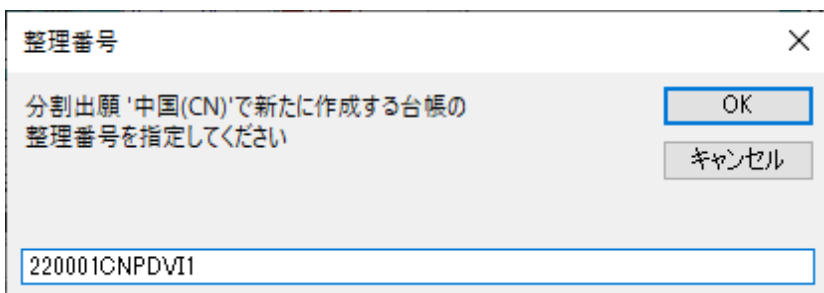 整理番号
分割出願 '中国(CN)'で新たに作成する台帳の
整理番号を指定してください
OK
キャンセル
220001CNPDVI1